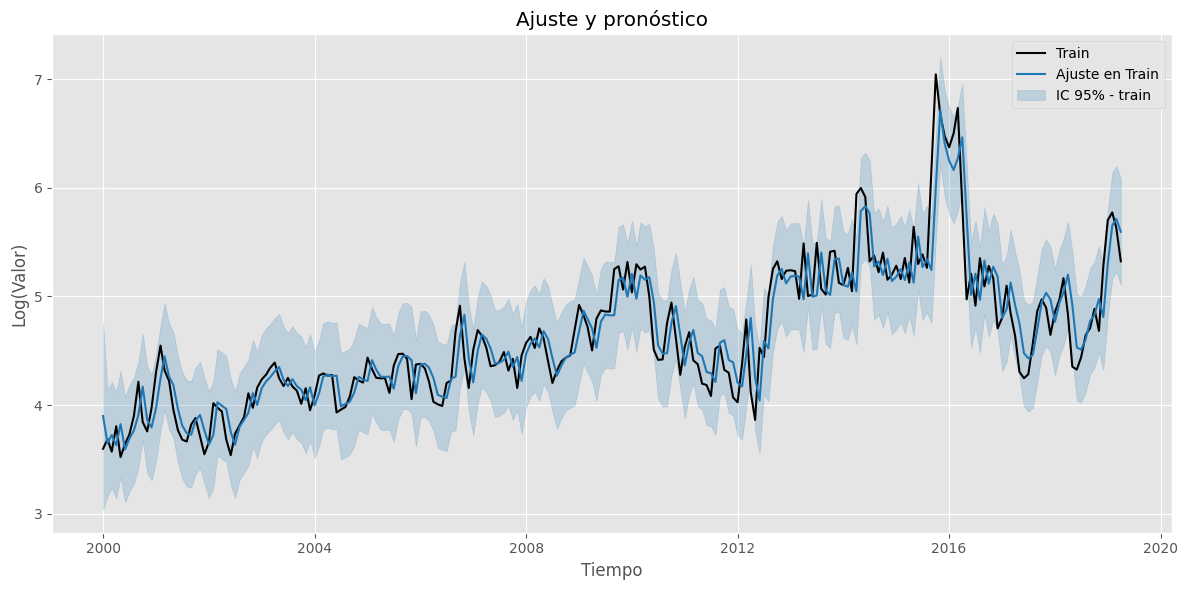 Ajuste y pronóstico
Train
Ajuste en Train
IC 95% - train
Log(Valor)
7
6
5
4
3
2000
2004
2008
2012
2016
2020
Tiempo